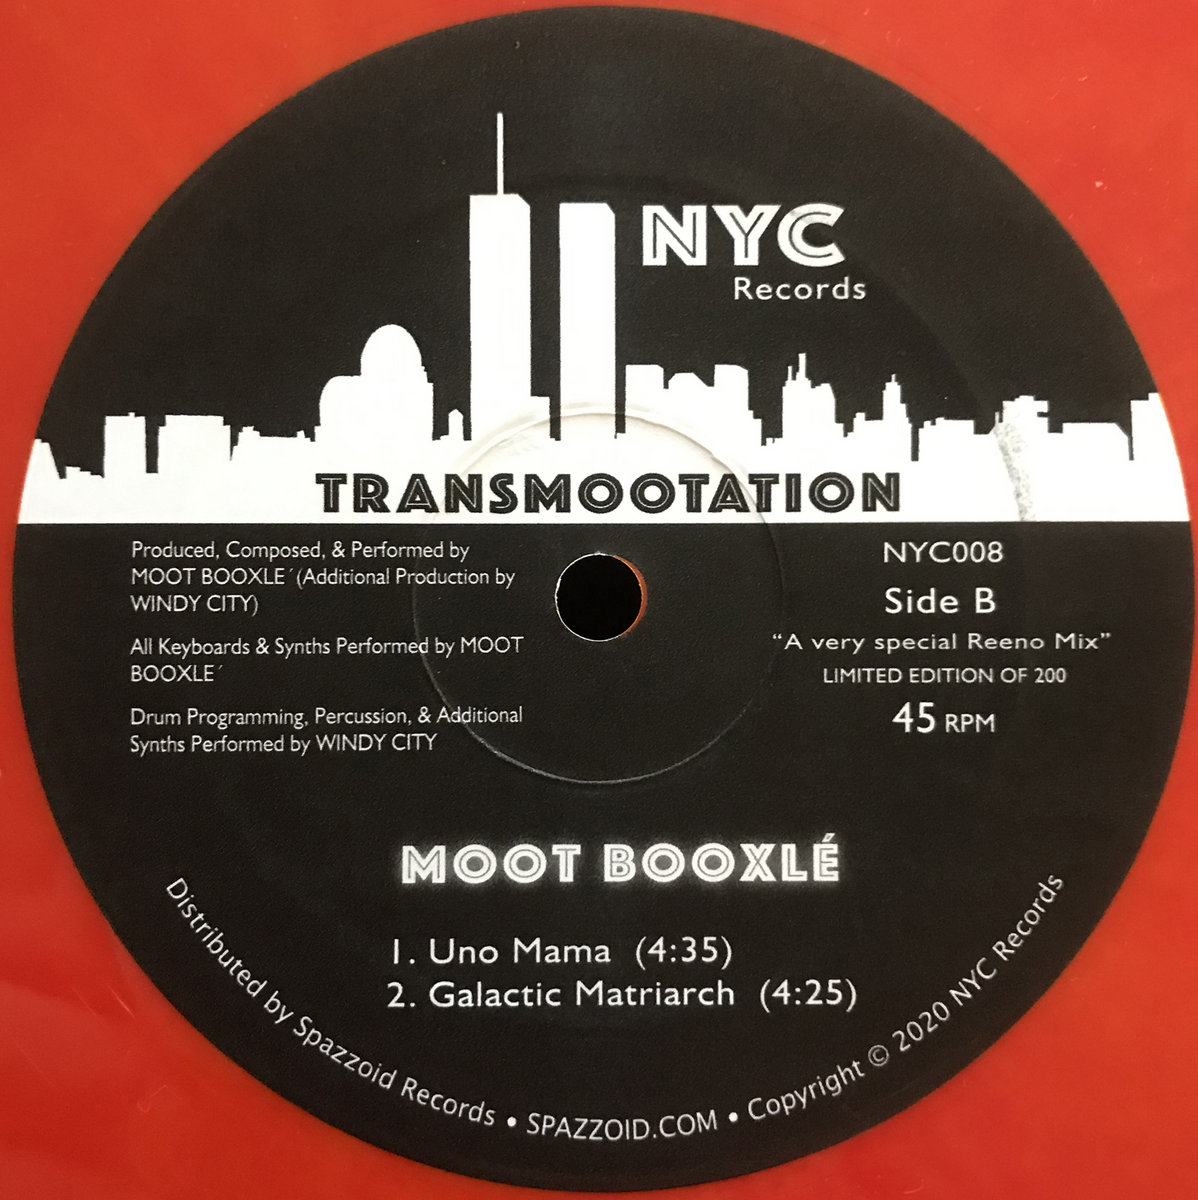 NYC
Records
TRANSMOOTATION
Produced, Composed, & Performed by
MOOT BOOXLE´(Additional Production by
WINDY CITY)
All Keyboards & Synths Performed by MOOT
BOOXLE´
Drum Programming, Percussion, & Additional
Synths Performed by WINDY CITY
NYC008
Side B
“A very special Reeno Mix”
LIMITED EDITION OF 200
45 RPM
MOOT BOOXLÉ
1. Uno Mama (4:35)
2. Galactic Matriarch (4:25)
Distributed by Spazzoid Records • SPAZZOID.COM • Copyright © 2020 NYC Records